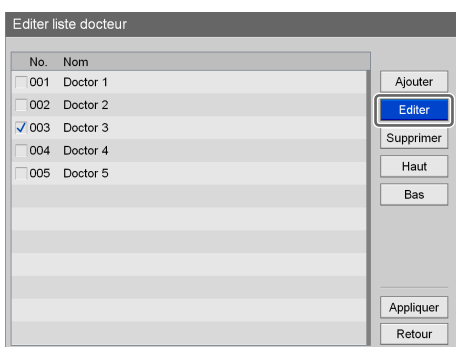 Editer liste docteur
No. Nom
001 Doctor 1
002 Doctor 2
003 Doctor 3
004 Doctor 4
005 Doctor 5
Ajouter
Editer
Supprimer
Haut
Bas
Appliquer
Retour